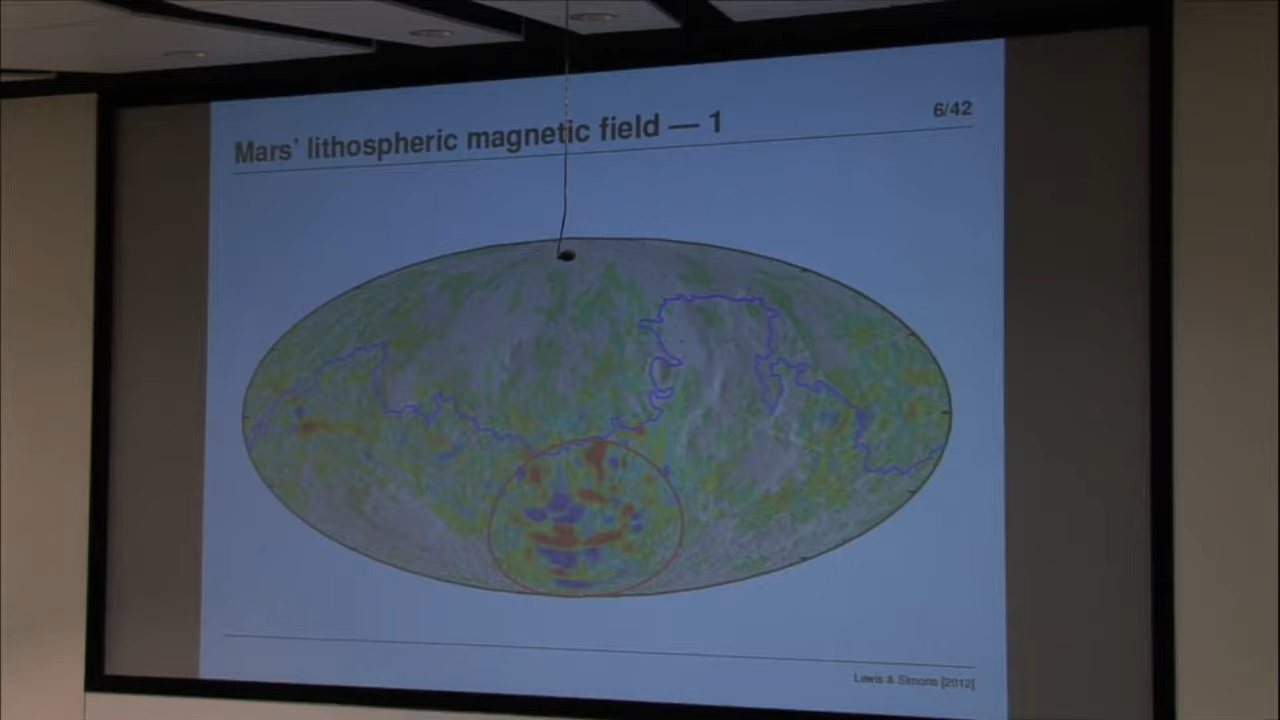 Mars' lithospheric magnetic field — 1
6/42
Lewis & Simons [2012]